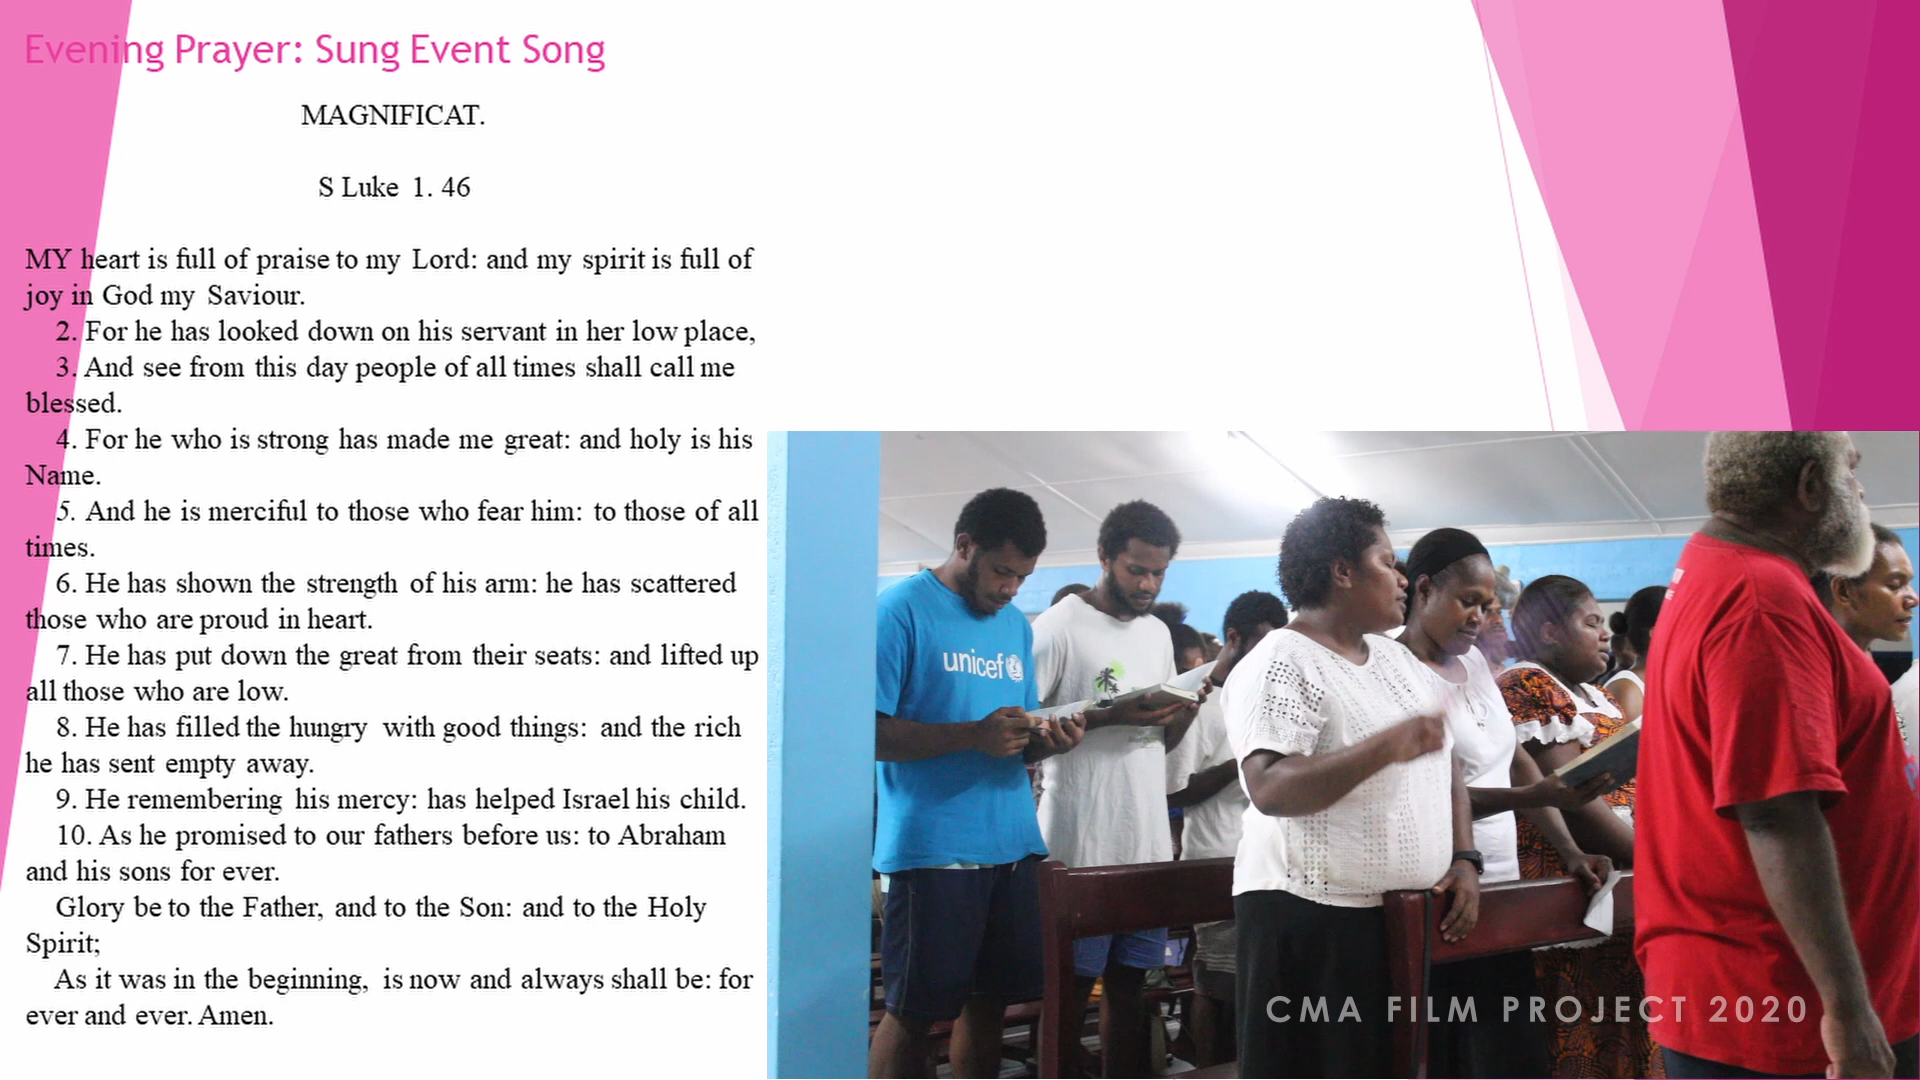 Evening Prayer: Sung Event Song
MAGNIFICAT.
S Luke 1. 46
MY heart is full of praise to my Lord: and my spirit is full of
joy in God my Saviour.
2. For he has looked down on his servant in her low place,
3. And see from this day people of all times shall call me
blessed.
4. For he who is strong has made me great: and holy is his
Name.
5. And he is merciful to those who fear him: to those of all
times.
6. He has shown the strength of his arm: he has scattered
those who are proud in heart.
7. He has put down the great from their seats: and lifted up
all those who are low.
8. He has filled the hungry with good things: and the rich
he has sent empty away.
9. He remembering his mercy: has helped Israel his child.
10. As he promised to our fathers before us: to Abraham
and his sons for ever.
Glory be to the Father, and to the Son: and to the Holy
Spirit;
As it was in the beginning, is now and always shall be: for
ever and ever. Amen.
unicef
CMA FILM PROJECT 2020